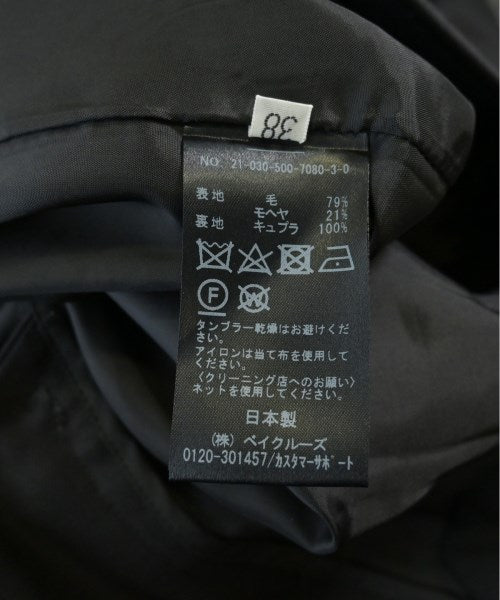 38
NO. 21-030-500-7080-3-0
表地 毛 79%
モヘヤ 21%
裏地 キュプラ 100%
F W
タンブラー乾燥はお避けくだ
さい。
アイロンは当て布を使用して
ください。
〈クリーニング店へのお願い〉
ネットを使用してください。
日本製
(株) ベイクルーズ
0120-301457/カスタマーサポート